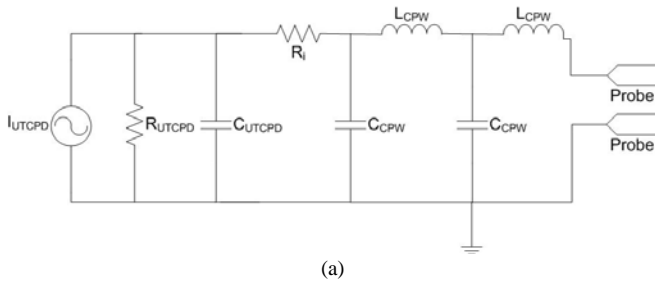 L_CPW L_CPW
R_i
Probe
I_UTCPD R_UTCPD C_UTCPD C_CPW C_CPW
Probe
(a)